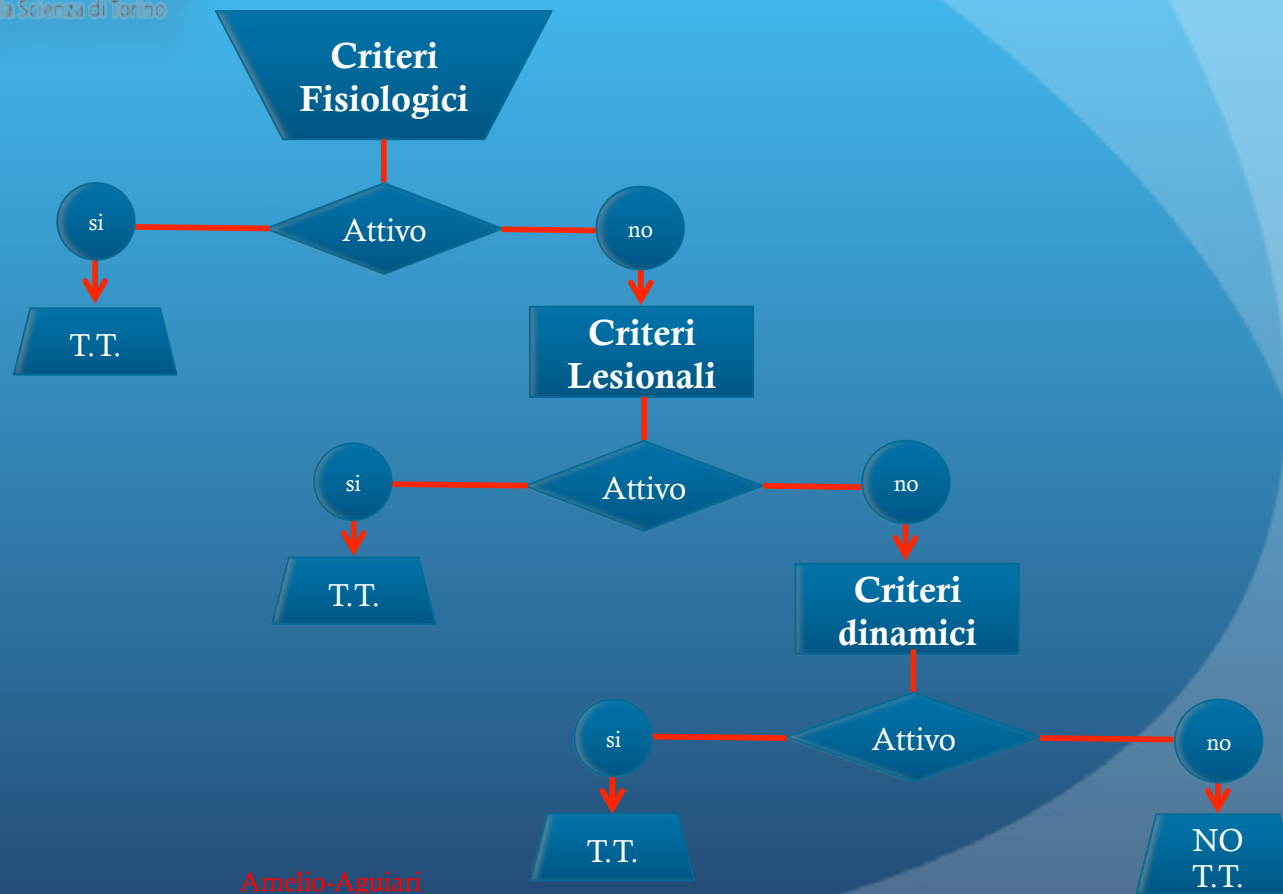 la Scienza di Torino
Criteri
Fisiologici
si
Attivo
no
T.T.
Criteri
Lesionali
si
Attivo
no
T.T.
Criteri
dinamici
si
Attivo
no
T.T.
NO
T.T.
Amelio-Aguiari